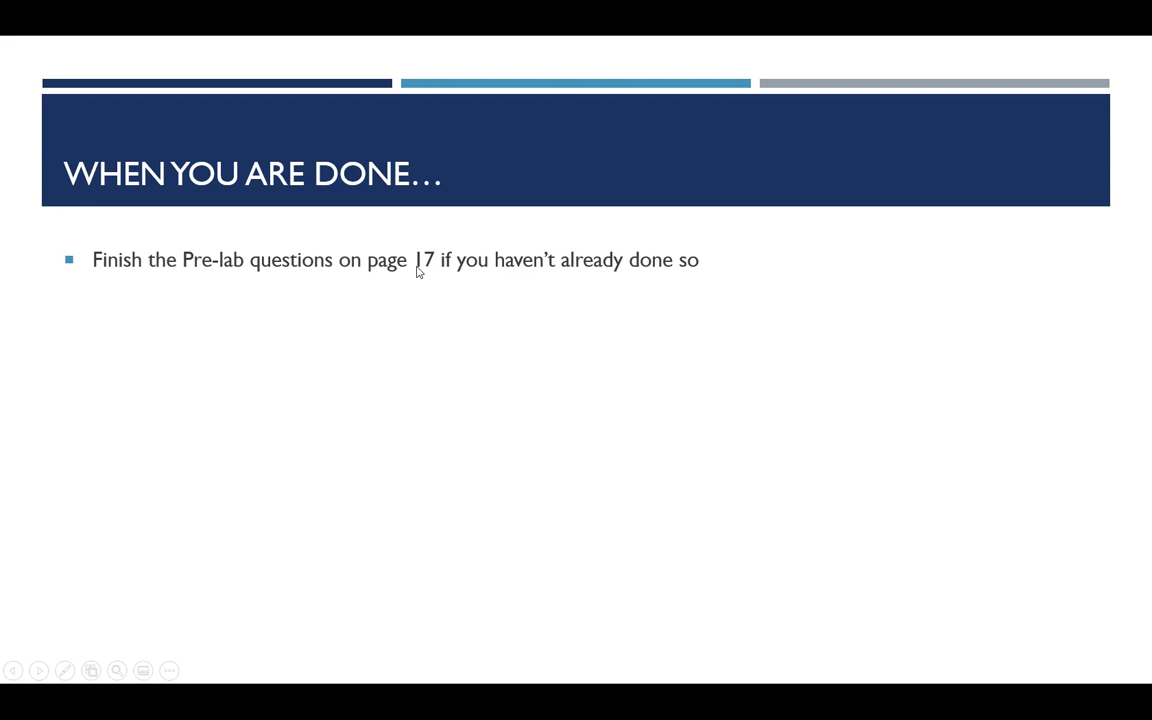 WHEN YOU ARE DONE…
Finish the Pre-lab questions on page 17 if you haven’t already done so